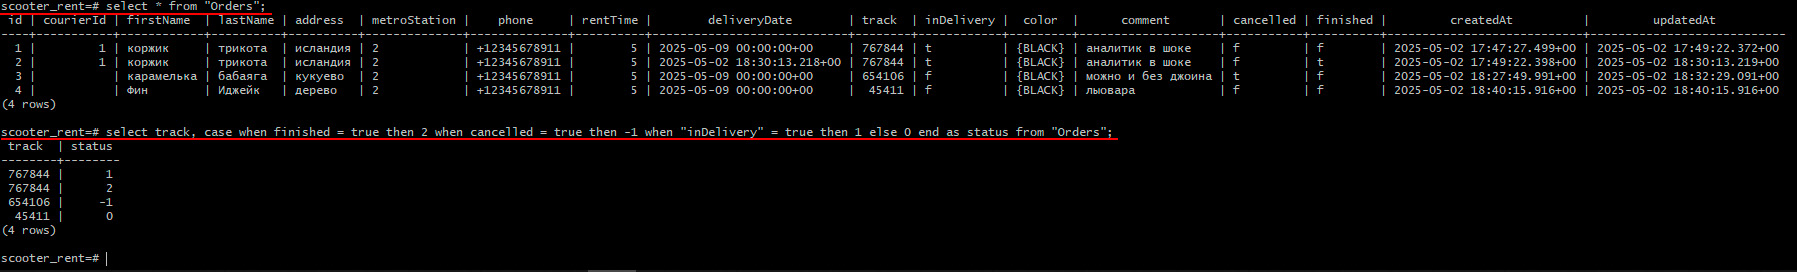 scooter_rent=# select * from "Orders";
 id | courierId | firstName  | lastName | address  | metroStation |    phone     | rentTime |        deliveryDate        | track  | inDelivery |  color  |      comment      | cancelled | finished |         createdAt          |         updatedAt
----+-----------+------------+----------+----------+--------------+--------------+----------+----------------------------+--------+------------+---------+-------------------+-----------+----------+----------------------------+----------------------------
  1 |         1 | коржик     | трикота  | исландия | 2            | +12345678911 |        5 | 2025-05-09 00:00:00+00     | 767844 | t          | {BLACK} | аналитик в шоке   | f         | f        | 2025-05-02 17:47:27.499+00 | 2025-05-02 17:49:22.372+00
  2 |         1 | коржик     | трикота  | исландия | 2            | +12345678911 |        5 | 2025-05-02 18:30:13.218+00 | 767844 | t          | {BLACK} | аналитик в шоке   | f         | t        | 2025-05-02 17:49:22.398+00 | 2025-05-02 18:30:13.219+00
  3 |           | карамелька | бабаяга  | кукуево  | 2            | +12345678911 |        5 | 2025-05-09 00:00:00+00     | 654106 | f          | {BLACK} | можно и без джоина | t         | f        | 2025-05-02 18:27:49.991+00 | 2025-05-02 18:32:29.091+00
  4 |           | Фин        | Иджейк   | дерево   | 2            | +12345678911 |        5 | 2025-05-09 00:00:00+00     |  45411 | f          | {BLACK} | лыовара           | f         | f        | 2025-05-02 18:40:15.916+00 | 2025-05-02 18:40:15.916+00
(4 rows)
scooter_rent=# select track, case when finished = true then 2 when cancelled = true then -1 when "inDelivery" = true then 1 else 0 end as status from "Orders";
 track  | status
--------+--------
 767844 |      1
 767844 |      2
 654106 |     -1
  45411 |      0
(4 rows)
scooter_rent=#